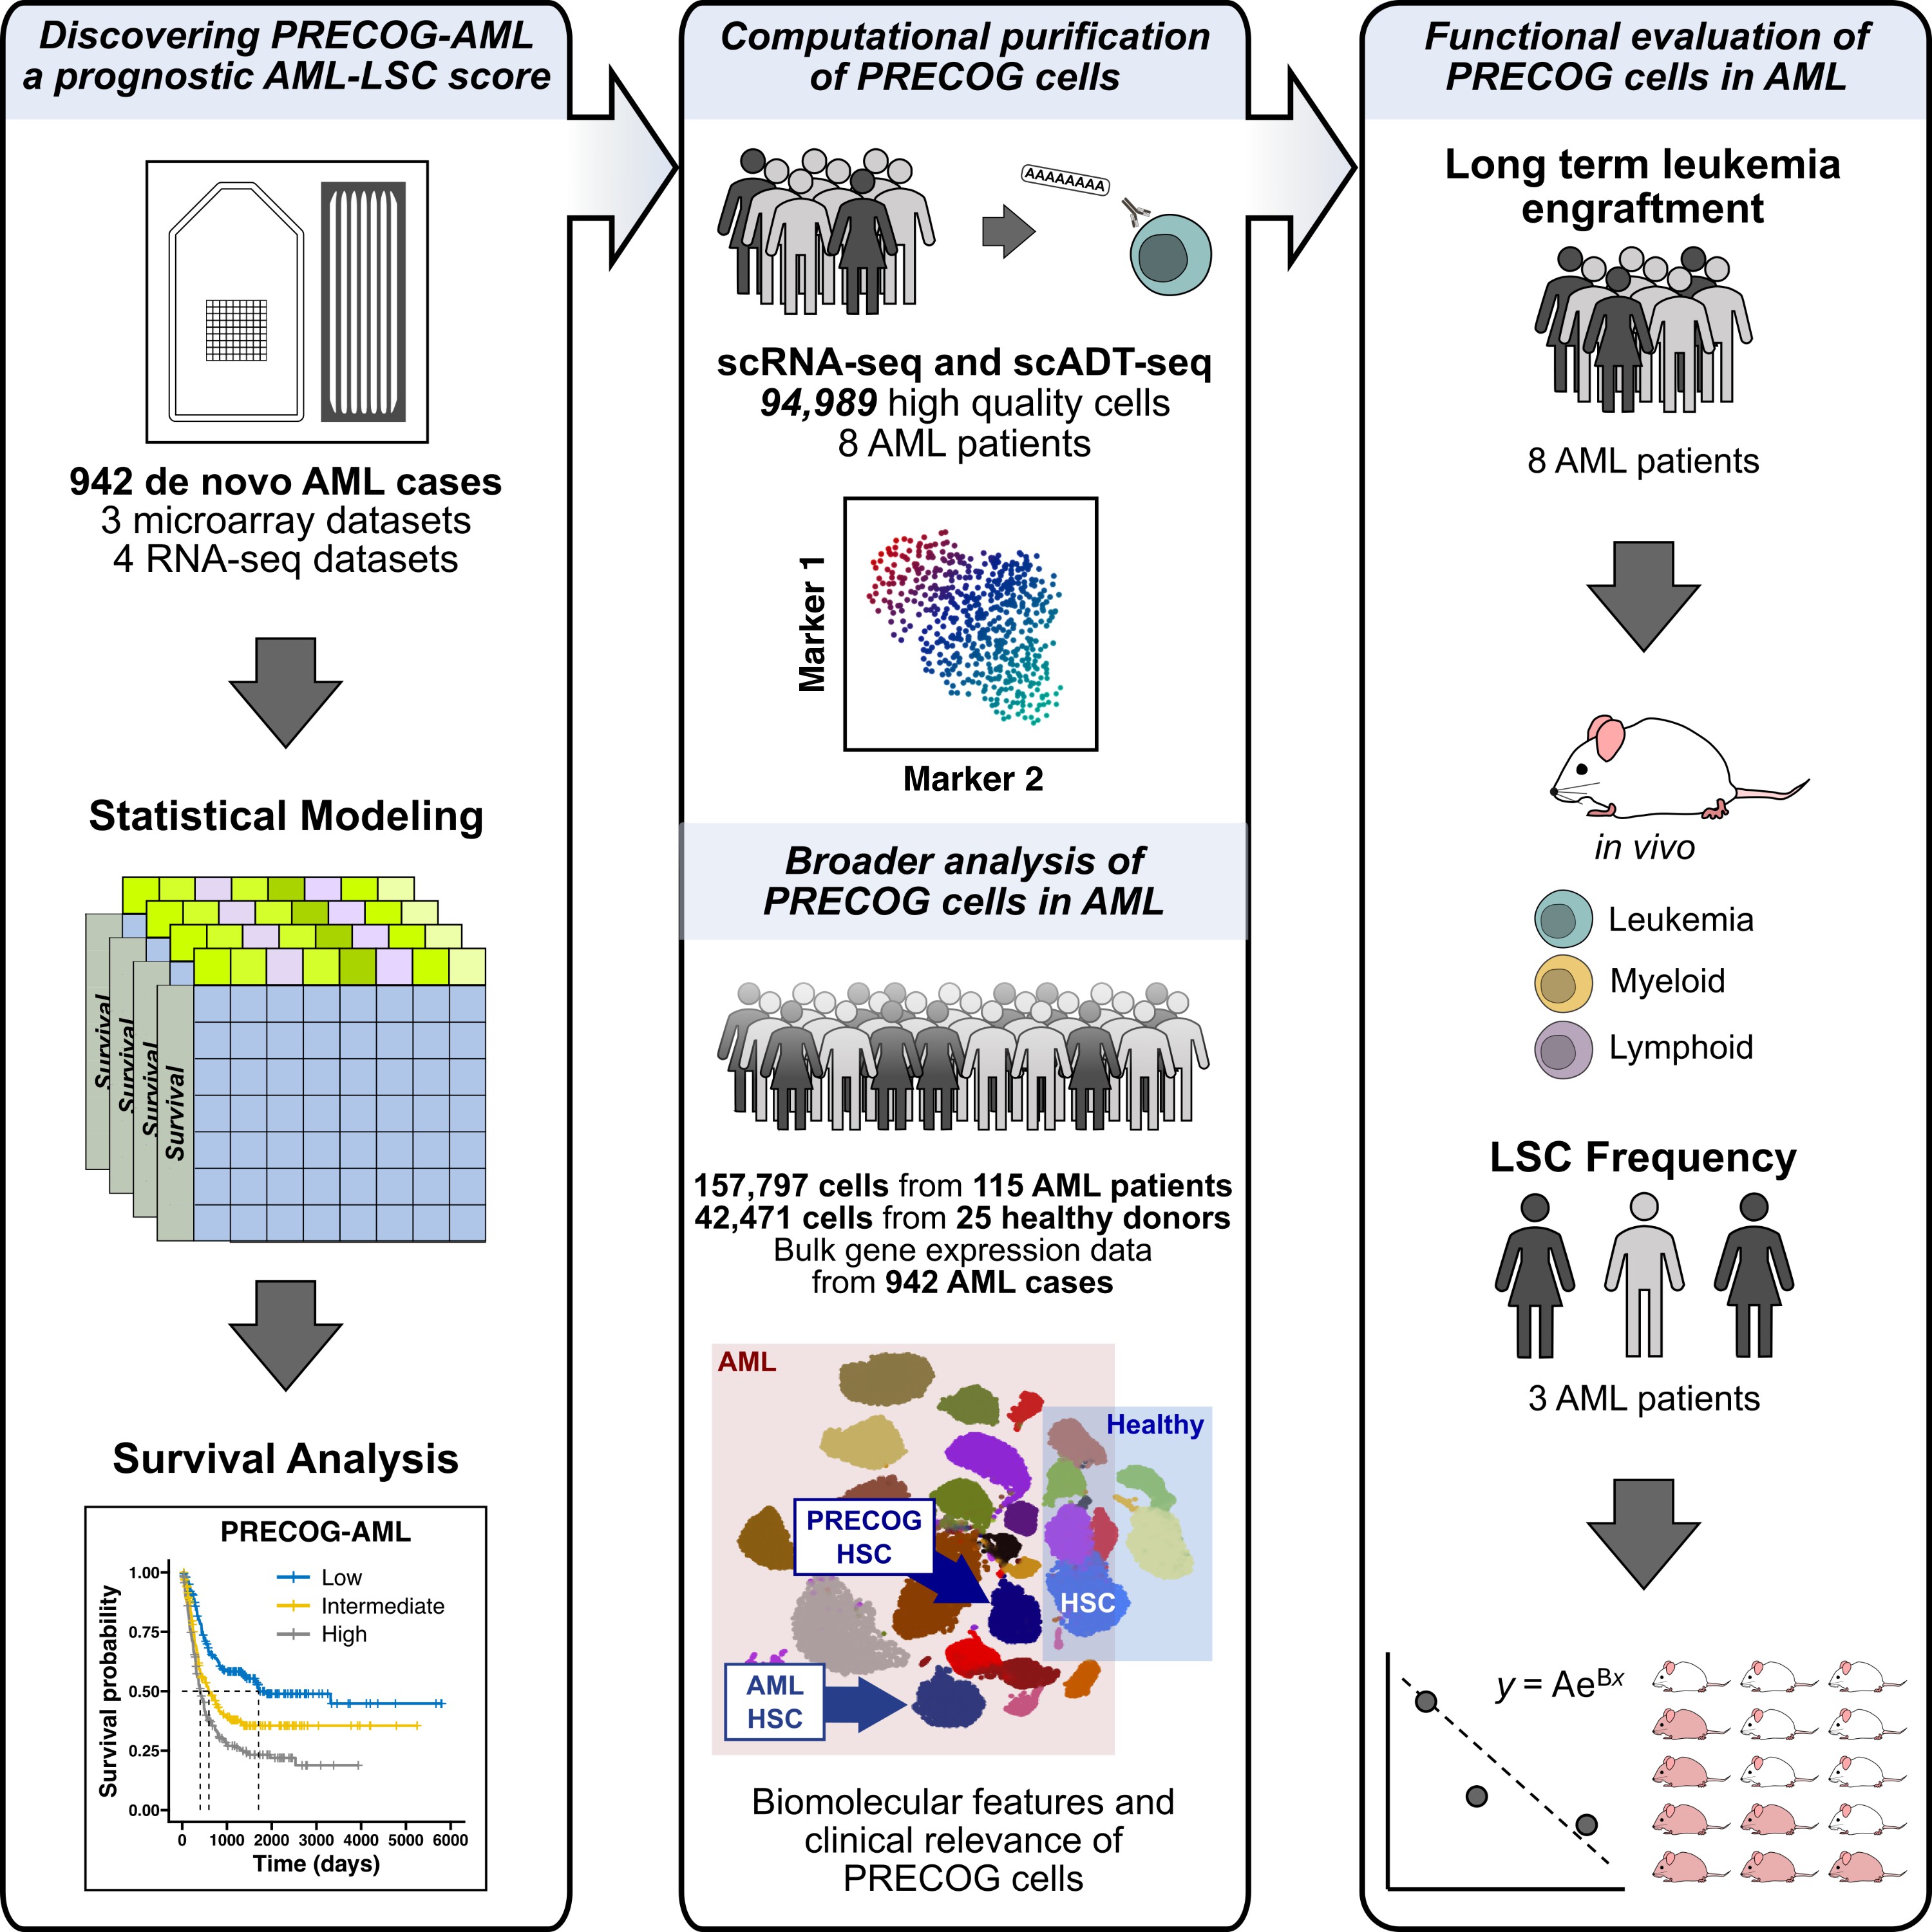 Discovering PRECOG-AML
a prognostic AML-LSC score
942 de novo AML cases
3 microarray datasets
4 RNA-seq datasets
Statistical Modeling
Survival
Survival
Survival
Survival
Survival Analysis
PRECOG-AML
Low
Intermediate
High
Survival probability
1.00
0.75
0.50
0.25
0.00
0 1000 2000 3000 4000 5000 6000
Time (days)
Computational purification
of PRECOG cells
AAAAAAAA
scRNA-seq and scADT-seq
94,989 high quality cells
8 AML patients
Marker 1
Marker 2
Broader analysis of
PRECOG cells in AML
157,797 cells from 115 AML patients
42,471 cells from 25 healthy donors
Bulk gene expression data
from 942 AML cases
AML
Healthy
PRECOG
HSC
HSC
AML
HSC
Biomolecular features and
clinical relevance of
PRECOG cells
Functional evaluation of
PRECOG cells in AML
Long term leukemia
engraftment
8 AML patients
in vivo
Leukemia
Myeloid
Lymphoid
LSC Frequency
3 AML patients
y = Ae^Bx